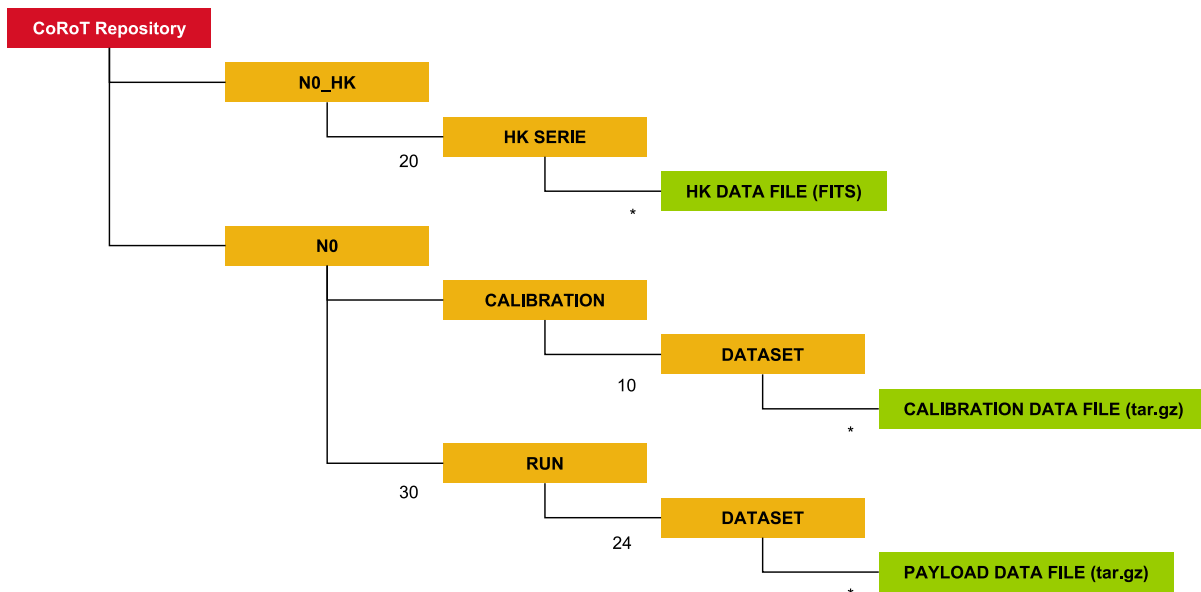 CoRoT Repository
N0_HK
HK SERIE
20
HK DATA FILE (FITS)
*
N0
CALIBRATION
DATASET
10
CALIBRATION DATA FILE (tar.gz)
*
RUN
30
DATASET
24
PAYLOAD DATA FILE (tar.gz)
*